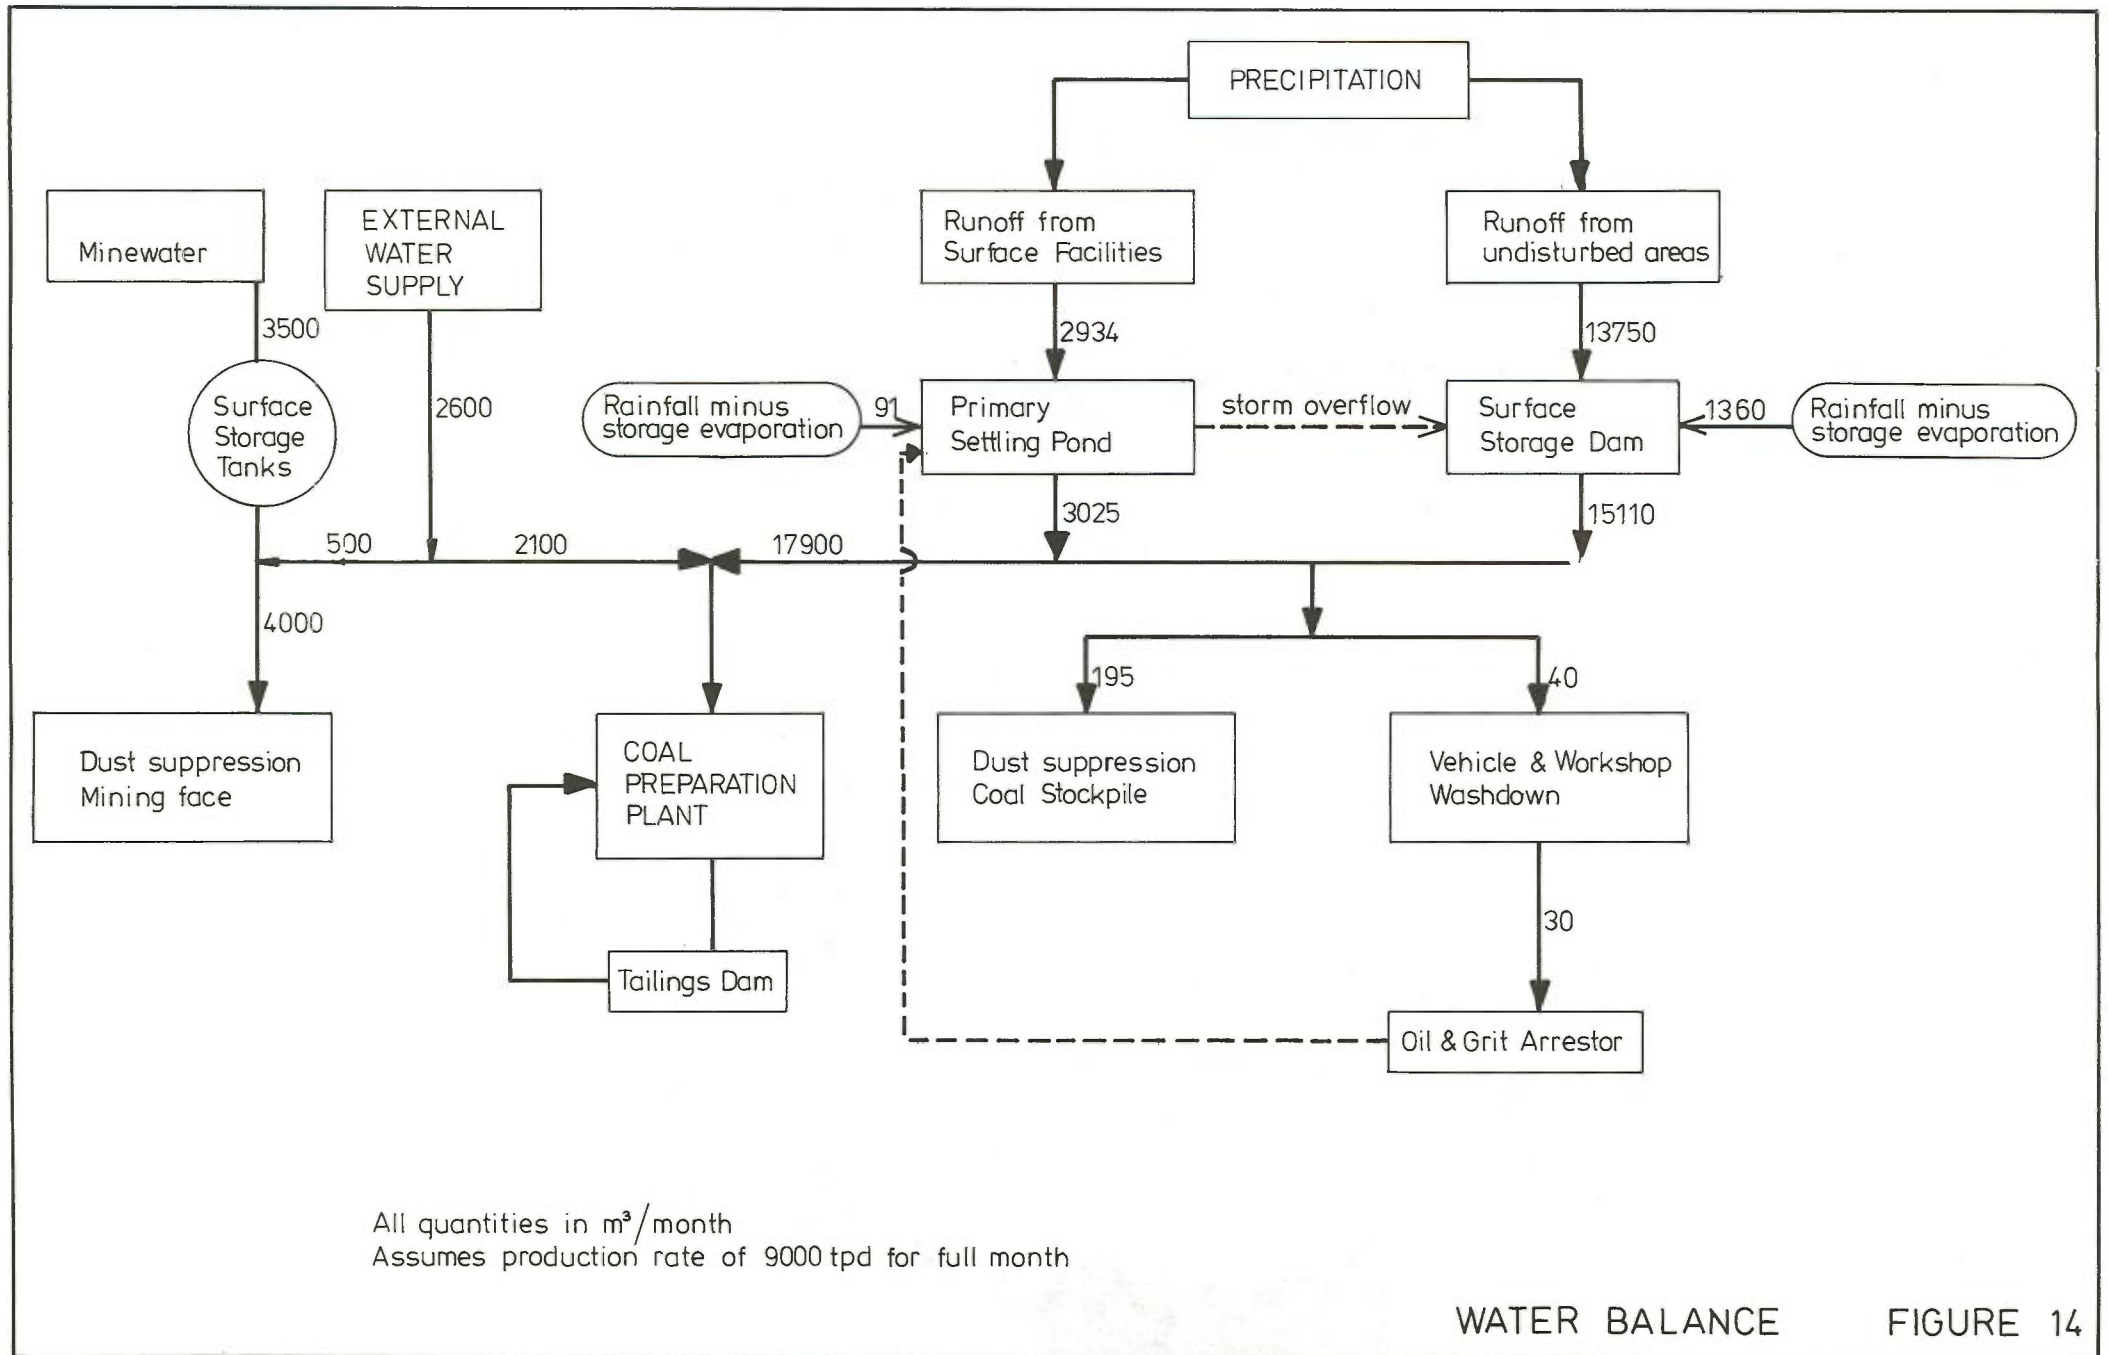 PRECIPITATION
Minewater
EXTERNAL
WATER
SUPPLY
Runoff from
Surface Facilities
Runoff from
undisturbed areas
3500
2934
13750
Surface
Storage
Tanks
2600
Rainfall minus
storage evaporation
91
Primary
Settling Pond
storm overflow
Surface
Storage Dam
1360
Rainfall minus
storage evaporation
3025
15110
500
2100
17900
4000
195
40
Dust suppression
Mining face
COAL
PREPARATION
PLANT
Dust suppression
Coal Stockpile
Vehicle & Workshop
Washdown
30
Tailings Dam
Oil & Grit Arrestor
All quantities in m³/month
Assumes production rate of 9000 tpd for full month
WATER BALANCE FIGURE 14